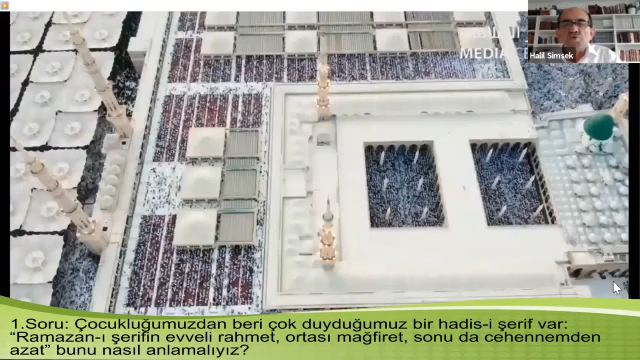 MEDIA
Halil Simsek
1.Soru: Çocukluğumuzdan beri çok duyduğumuz bir hadis-i şerif var:
"Ramazan-ı şerifin evveli rahmet, ortası mağfiret, sonu da cehennemden
azat" bunu nasıl anlamalıyız?